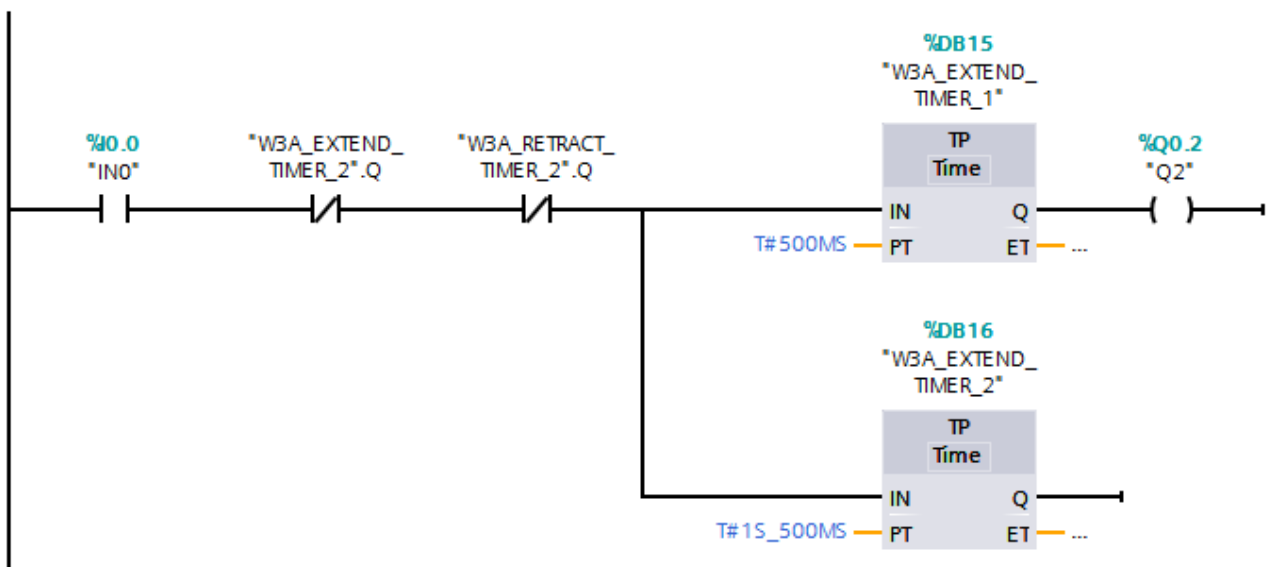 %DB15
"W3A_EXTEND_
TIMER_1"
%I0.0
"IN0"
"W3A_EXTEND_
TIMER_2".Q
"W3A_RETRACT_
TIMER_2".Q
TP
Time
%Q0.2
"Q2"
IN
Q
T#500MS
PT
ET
...
%DB16
"W3A_EXTEND_
TIMER_2"
TP
Time
IN
Q
T#1S_500MS
PT
ET
...